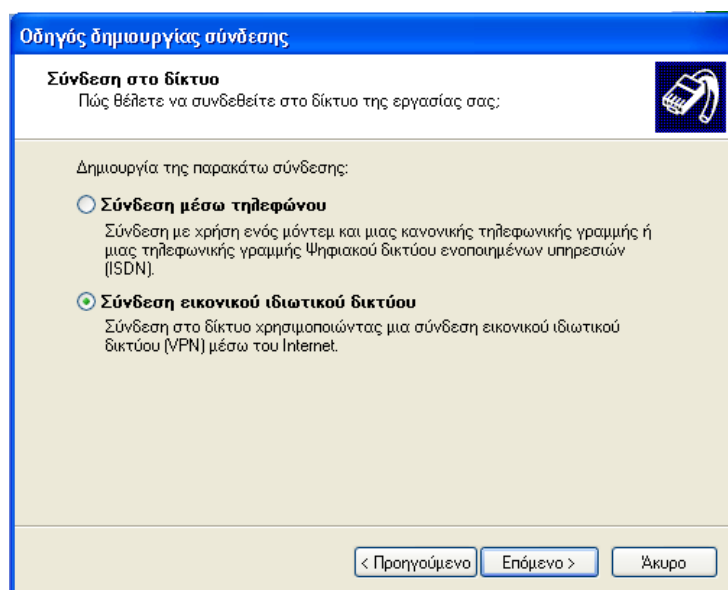 Οδηγός δημιουργίας σύνδεσης
Σύνδεση στο δίκτυο
Πώς θέλετε να συνδεθείτε στο δίκτυο της εργασίας σας;
Δημιουργία της παρακάτω σύνδεσης:
Σύνδεση μέσω τηλεφώνου
Σύνδεση με χρήση ενός μόντεμ και μιας κανονικής τηλεφωνικής γραμμής ή
μιας τηλεφωνικής γραμμής Ψηφιακού δικτύου ενοποιημένων υπηρεσιών
(ISDN).
Σύνδεση εικονικού ιδιωτικού δικτύου
Σύνδεση στο δίκτυο χρησιμοποιώντας μια σύνδεση εικονικού ιδιωτικού
δικτύου (VPN) μέσω του Internet.
< Προηγούμενο Επόμενο > Άκυρο